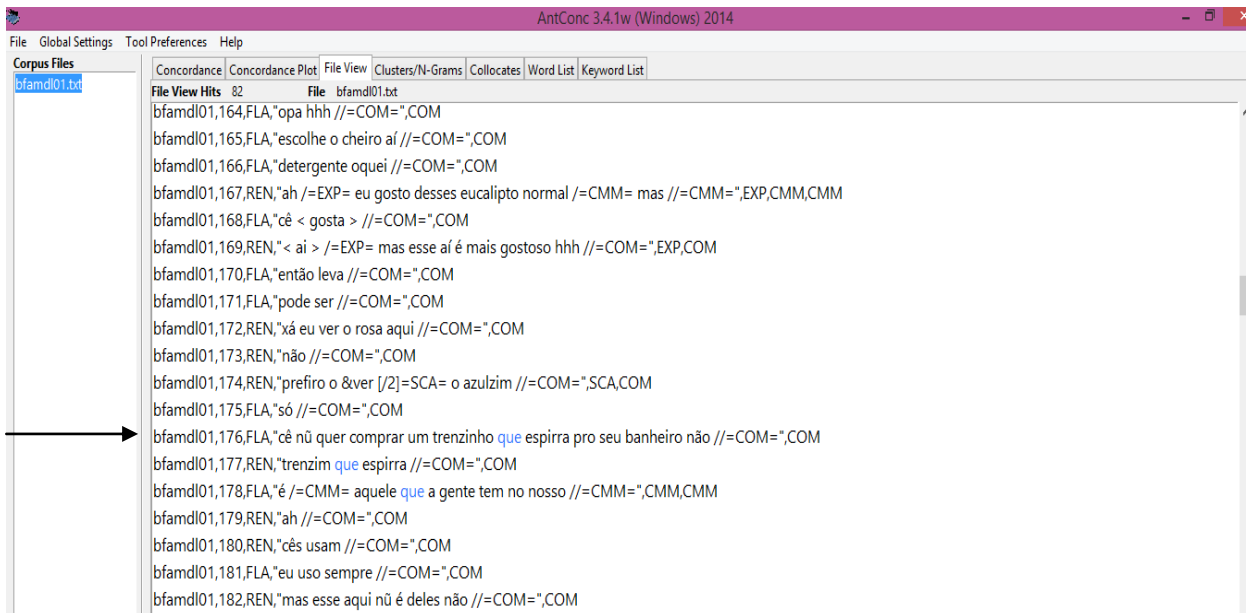 AntConc 3.4.1w (Windows) 2014
File Global Settings Tool Preferences Help
Corpus Files
bfamdl01.txt
Concordance Concordance Plot File View Clusters/N-Grams Collocates Word List Keyword List
File View Hits 82 File bfamdl01.txt
bfamdl01,164,FLA,"opa hhh //=COM=",COM
bfamdl01,165,FLA,"escolhe o cheiro aí //=COM=",COM
bfamdl01,166,FLA,"detergente oquei //=COM=",COM
bfamdl01,167,REN,"ah /=EXP= eu gosto desses eucalipto normal /=CMM= mas //=CMM=",EXP,CMM,CMM
bfamdl01,168,FLA,"cê < gosta > //=COM=",COM
bfamdl01,169,REN,"< ai > /=EXP= mas esse aí é mais gostoso hhh //=COM=",EXP,COM
bfamdl01,170,FLA,"então leva //=COM=",COM
bfamdl01,171,FLA,"pode ser //=COM=",COM
bfamdl01,172,REN,"xá eu ver o rosa aqui //=COM=",COM
bfamdl01,173,REN,"não //=COM=",COM
bfamdl01,174,REN,"prefiro o &ver [/2]=SCA= o azulzim //=COM=",SCA,COM
bfamdl01,175,FLA,"só //=COM=",COM
bfamdl01,176,FLA,"cê nũ quer comprar um trenzinho que espirra pro seu banheiro não //=COM=",COM
bfamdl01,177,REN,"trenzim que espirra //=COM=",COM
bfamdl01,178,FLA,"é /=CMM= aquele que a gente tem no nosso //=CMM=",CMM,CMM
bfamdl01,179,REN,"ah //=COM=",COM
bfamdl01,180,REN,"cês usam //=COM=",COM
bfamdl01,181,FLA,"eu uso sempre //=COM=",COM
bfamdl01,182,REN,"mas esse aqui nũ é deles não //=COM=",COM